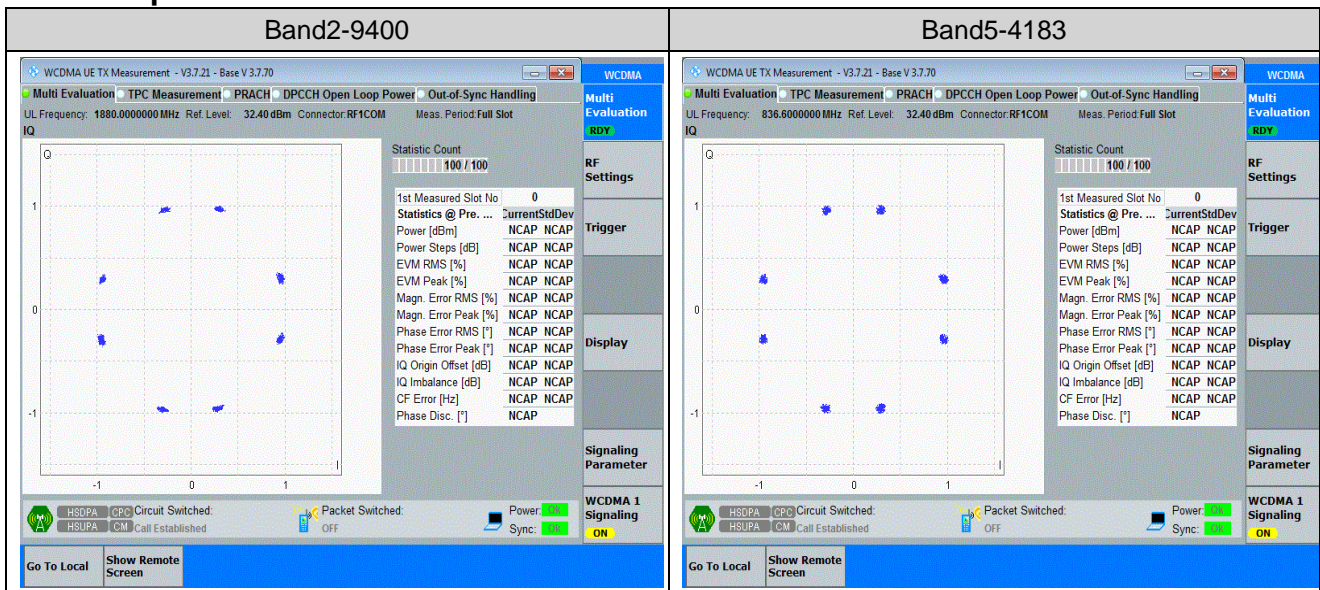 Band2-9400
WCDMA UE TX Measurement - V3.7.21 - Base V 3.7.70
WCDMA
Multi Evaluation TPC Measurement PRACH DPCCH Open Loop Power Out-of-Sync Handling
Multi
Evaluation
RDY
UL Frequency: 1880.0000000 MHz Ref. Level: 32.40 dBm Connector:RF1COM Meas. Period:Full Slot
IQ
Q
1
0
-1
-1
0
1
I
Statistic Count
100 / 100
1st Measured Slot No 0
Statistics @ Pre. ... CurrentStdDev
Power [dBm] NCAP NCAP
Power Steps [dB] NCAP NCAP
EVM RMS [%] NCAP NCAP
EVM Peak [%] NCAP NCAP
Magn. Error RMS [%] NCAP NCAP
Magn. Error Peak [%] NCAP NCAP
Phase Error RMS [°] NCAP NCAP
Phase Error Peak [°] NCAP NCAP
IQ Origin Offset [dB] NCAP NCAP
IQ Imbalance [dB] NCAP NCAP
CF Error [Hz] NCAP NCAP
Phase Disc. [°] NCAP
RF
Settings
Trigger
Display
Signaling
Parameter
WCDMA 1
Signaling
ON
HSDPA CPC Circuit Switched: Packet Switched: Power: OK
HSUPA CM Call Established OFF Sync: OK
Go To Local
Show Remote
Screen
Band5-4183
WCDMA UE TX Measurement - V3.7.21 - Base V 3.7.70
WCDMA
Multi Evaluation TPC Measurement PRACH DPCCH Open Loop Power Out-of-Sync Handling
Multi
Evaluation
RDY
UL Frequency: 836.6000000 MHz Ref. Level: 32.40 dBm Connector:RF1COM Meas. Period:Full Slot
IQ
Q
1
0
-1
-1
0
1
I
Statistic Count
100 / 100
1st Measured Slot No 0
Statistics @ Pre. ... CurrentStdDev
Power [dBm] NCAP NCAP
Power Steps [dB] NCAP NCAP
EVM RMS [%] NCAP NCAP
EVM Peak [%] NCAP NCAP
Magn. Error RMS [%] NCAP NCAP
Magn. Error Peak [%] NCAP NCAP
Phase Error RMS [°] NCAP NCAP
Phase Error Peak [°] NCAP NCAP
IQ Origin Offset [dB] NCAP NCAP
IQ Imbalance [dB] NCAP NCAP
CF Error [Hz] NCAP NCAP
Phase Disc. [°] NCAP
RF
Settings
Trigger
Display
Signaling
Parameter
WCDMA 1
Signaling
ON
HSDPA CPC Circuit Switched: Packet Switched: Power: OK
HSUPA CM Call Established OFF Sync: OK
Go To Local
Show Remote
Screen